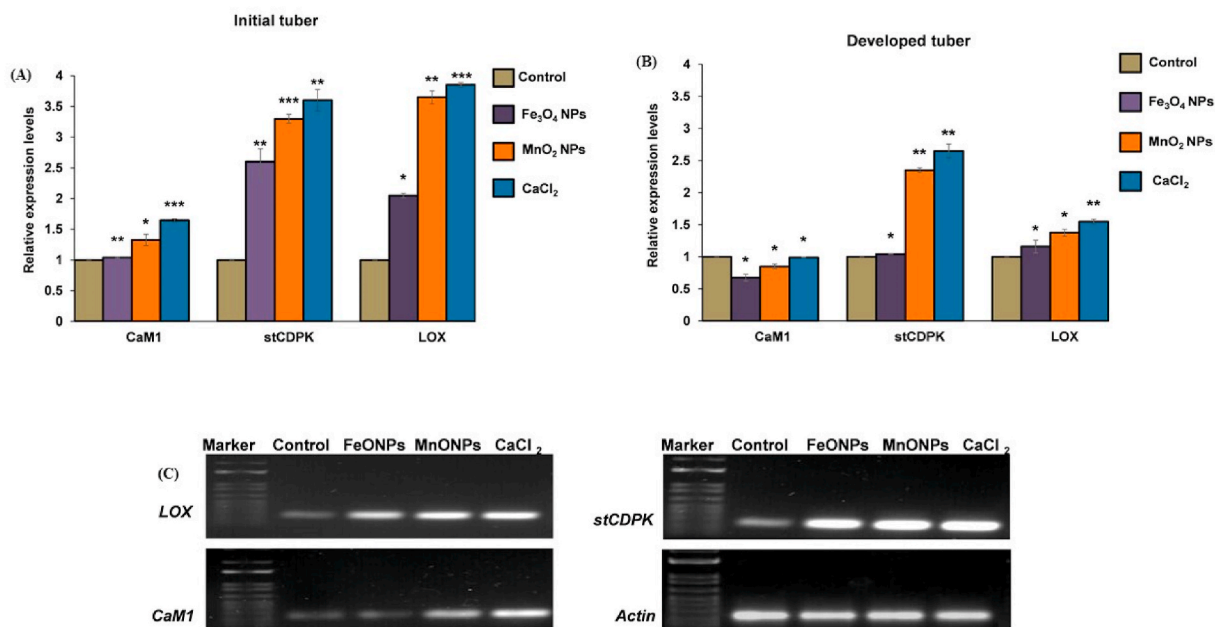 Initial tuber
(A)
Relative expression levels
4
3.5
3
2.5
2
1.5
1
0.5
0
** * ***
** *** **
* ** ***
CaM1 stCDPK LOX
Control
Fe₃O₄ NPs
MnO₂ NPs
CaCl₂
Developed tuber
(B)
Relative expression levels
4
3.5
3
2.5
2
1.5
1
0.5
0
* * *
* ** **
* * **
CaM1 stCDPK LOX
Control
Fe₃O₄ NPs
MnO₂ NPs
CaCl₂
(C)
Marker Control FeONPs MnONPs CaCl ₂
LOX
CaM1
Marker Control FeONPs MnONPs CaCl ₂
stCDPK
Actin